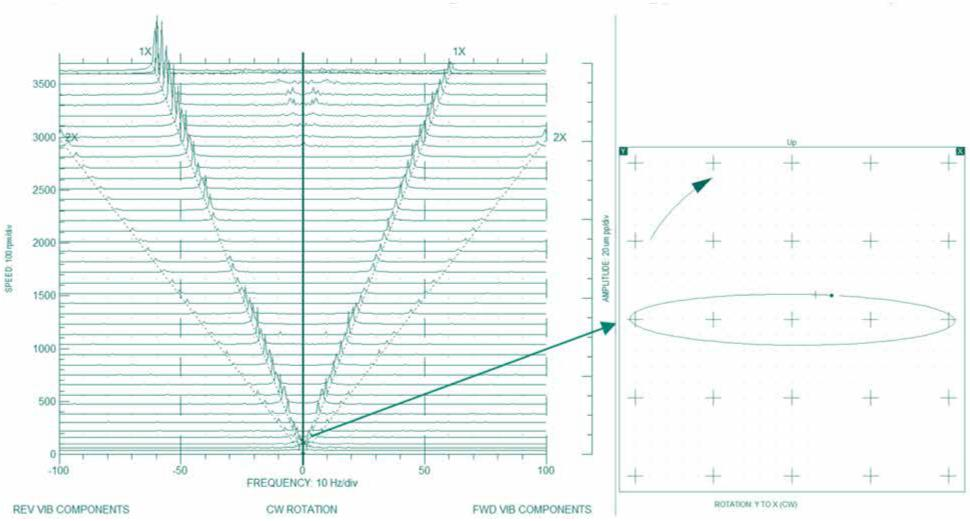 1X
1X
3500
3000
2X
2X
2500
2000
1500
1000
500
0
SPEED: 100 rpm/div
AMPLITUDE: 20 um pp/div
-100
-50
0
50
100
FREQUENCY: 10 Hz/div
REV VIB COMPONENTS
CW ROTATION
FWD VIB COMPONENTS
Up
Y
X
ROTATION: Y TO X (CW)